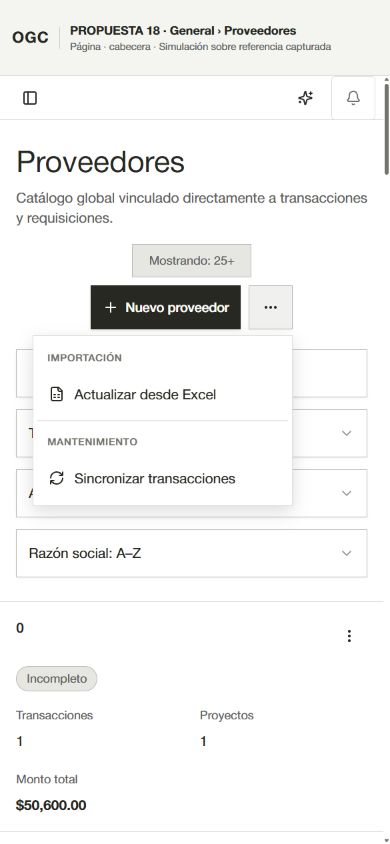 OGC
PROPUESTA 18 · General › Proveedores
Página · cabecera · Simulación sobre referencia capturada
Proveedores
Catálogo global vinculado directamente a transacciones
y requisiciones.
Mostrando: 25+
Nuevo proveedor
IMPORTACIÓN
Actualizar desde Excel
MANTENIMIENTO
Sincronizar transacciones
Razón social: A–Z
0
Incompleto
Transacciones
Proyectos
1
1
Monto total
$50,600.00